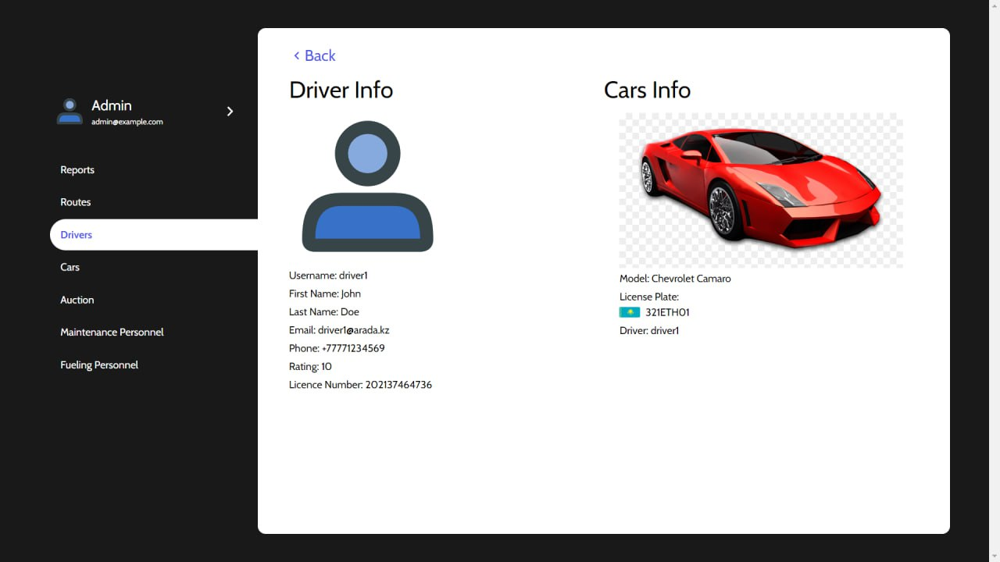 Back
Driver Info
Cars Info
Admin
admin@example.com
Reports
Routes
Drivers
Cars
Auction
Maintenance Personnel
Fueling Personnel
Username: driver1
First Name: John
Last Name: Doe
Email: driver1@arada.kz
Phone: +77771234569
Rating: 10
Licence Number: 202137464736
Model: Chevrolet Camaro
License Plate:
321ETH01
Driver: driver1